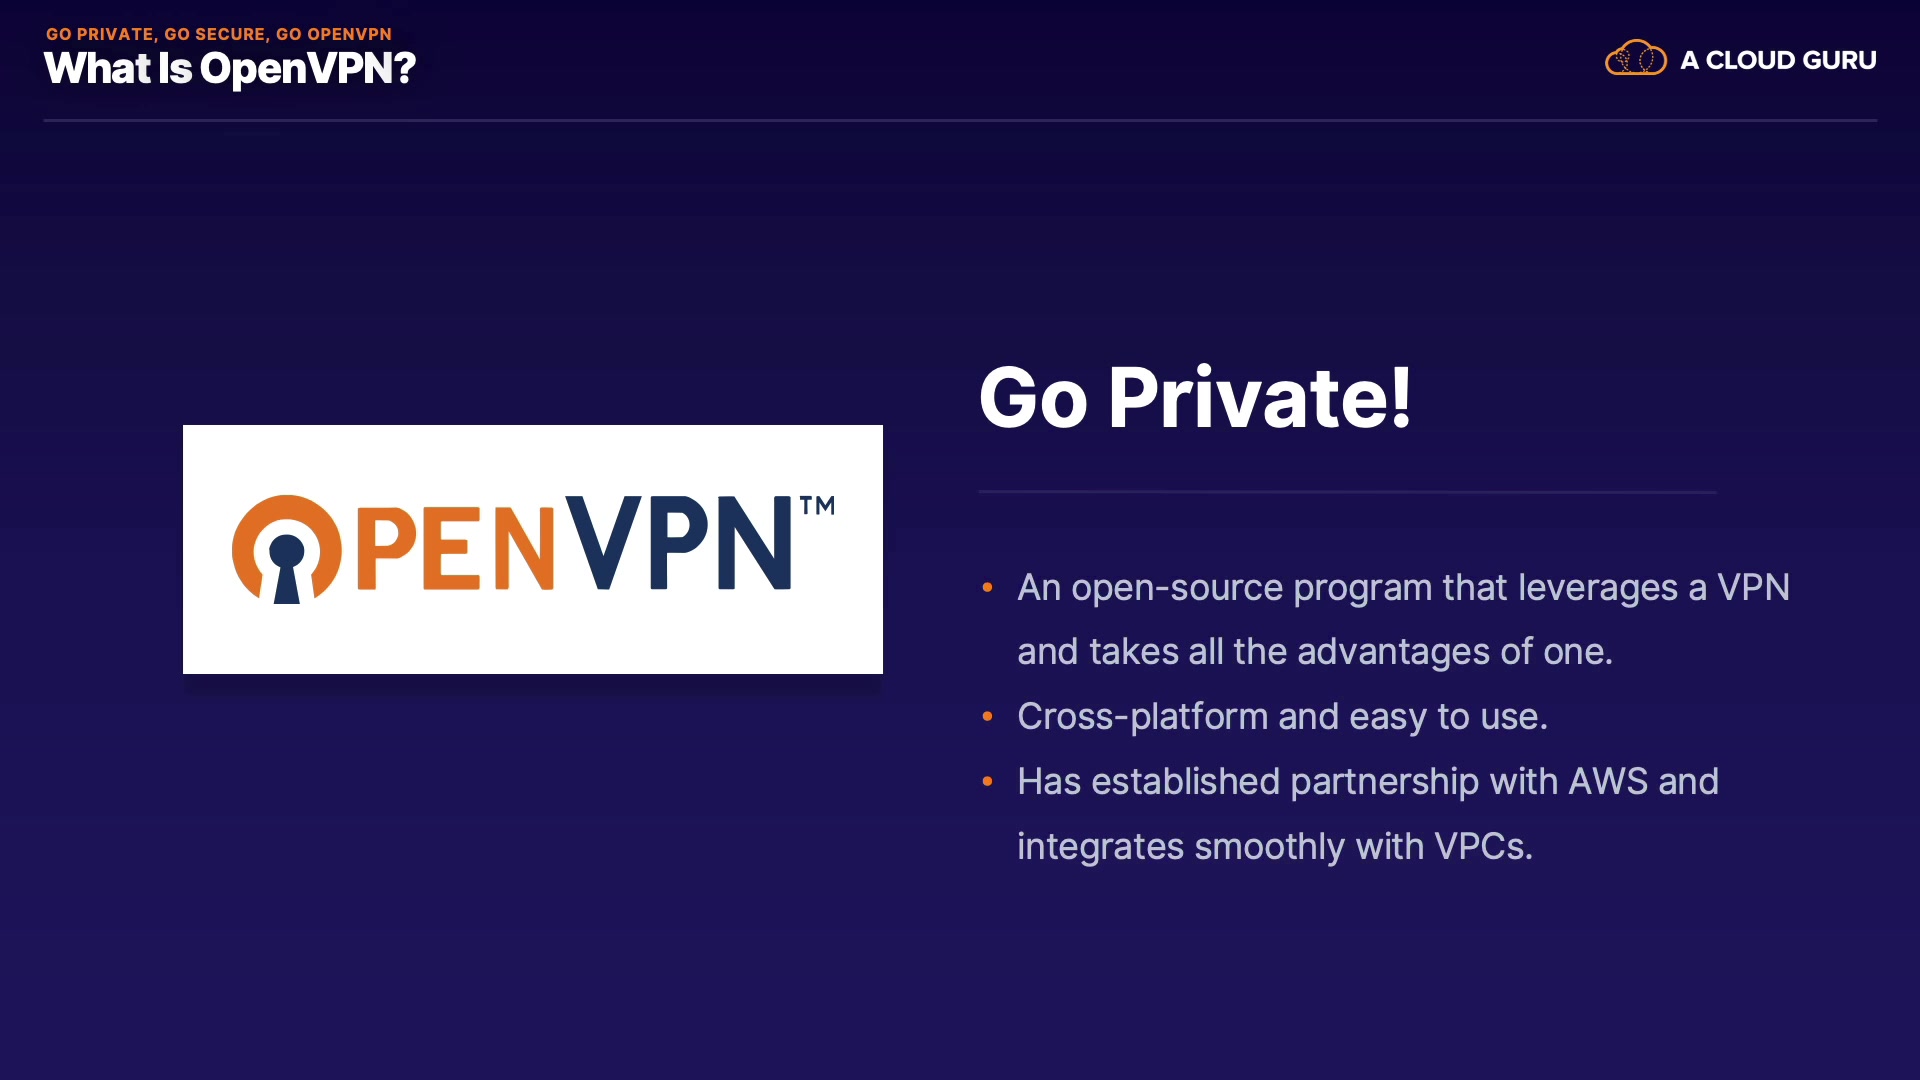 GO PRIVATE, GO SECURE, GO OPENVPN
What Is OpenVPN?
A CLOUD GURU
OPENVPN™
Go Private!
• An open-source program that leverages a VPN
and takes all the advantages of one.
• Cross-platform and easy to use.
• Has established partnership with AWS and
integrates smoothly with VPCs.